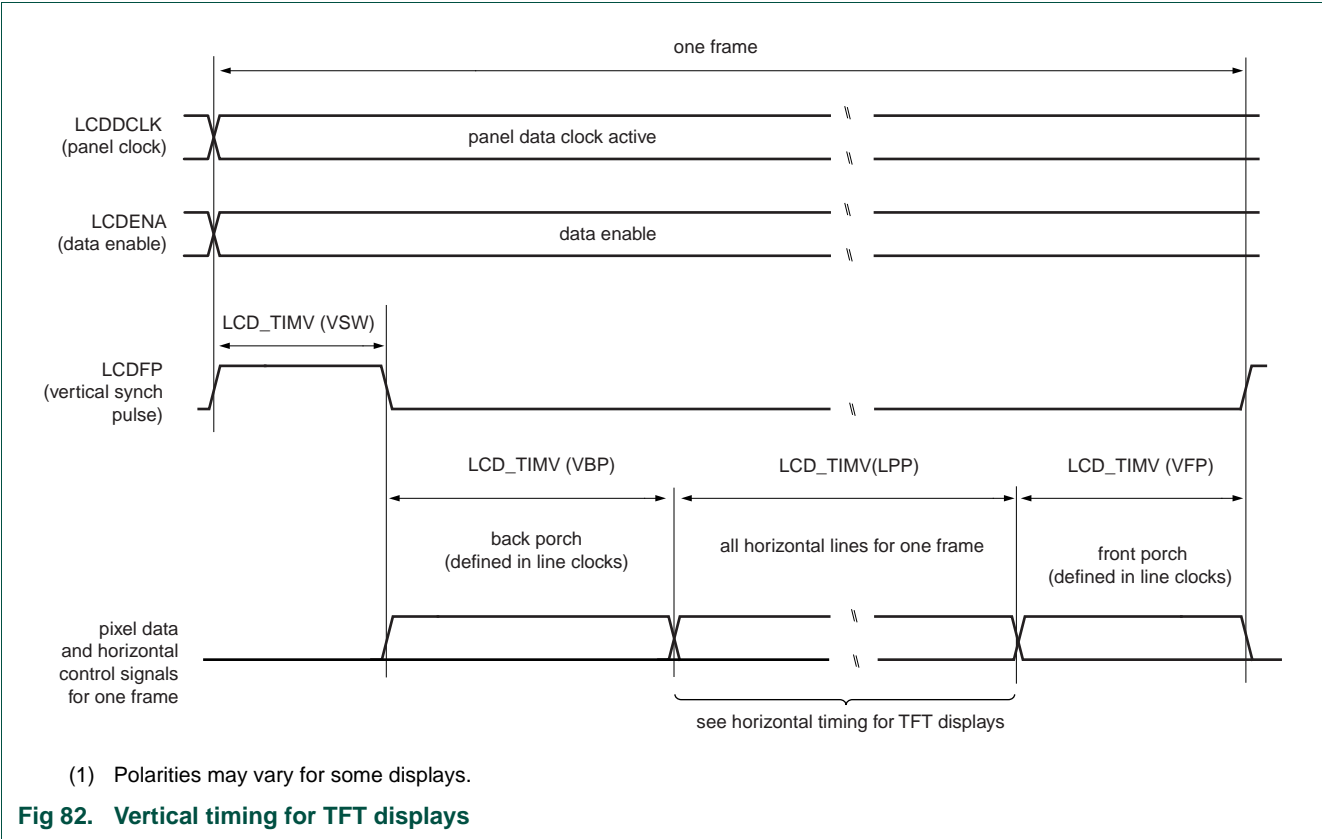 one frame
LCDDCLK
(panel clock)
panel data clock active
LCDENA
(data enable)
data enable
LCD_TIMV (VSW)
LCDFP
(vertical synch
pulse)
LCD_TIMV (VBP)
LCD_TIMV(LPP)
LCD_TIMV (VFP)
back porch
(defined in line clocks)
all horizontal lines for one frame
front porch
(defined in line clocks)
pixel data
and horizontal
control signals
for one frame
see horizontal timing for TFT displays
(1) Polarities may vary for some displays.
Fig 82. Vertical timing for TFT displays